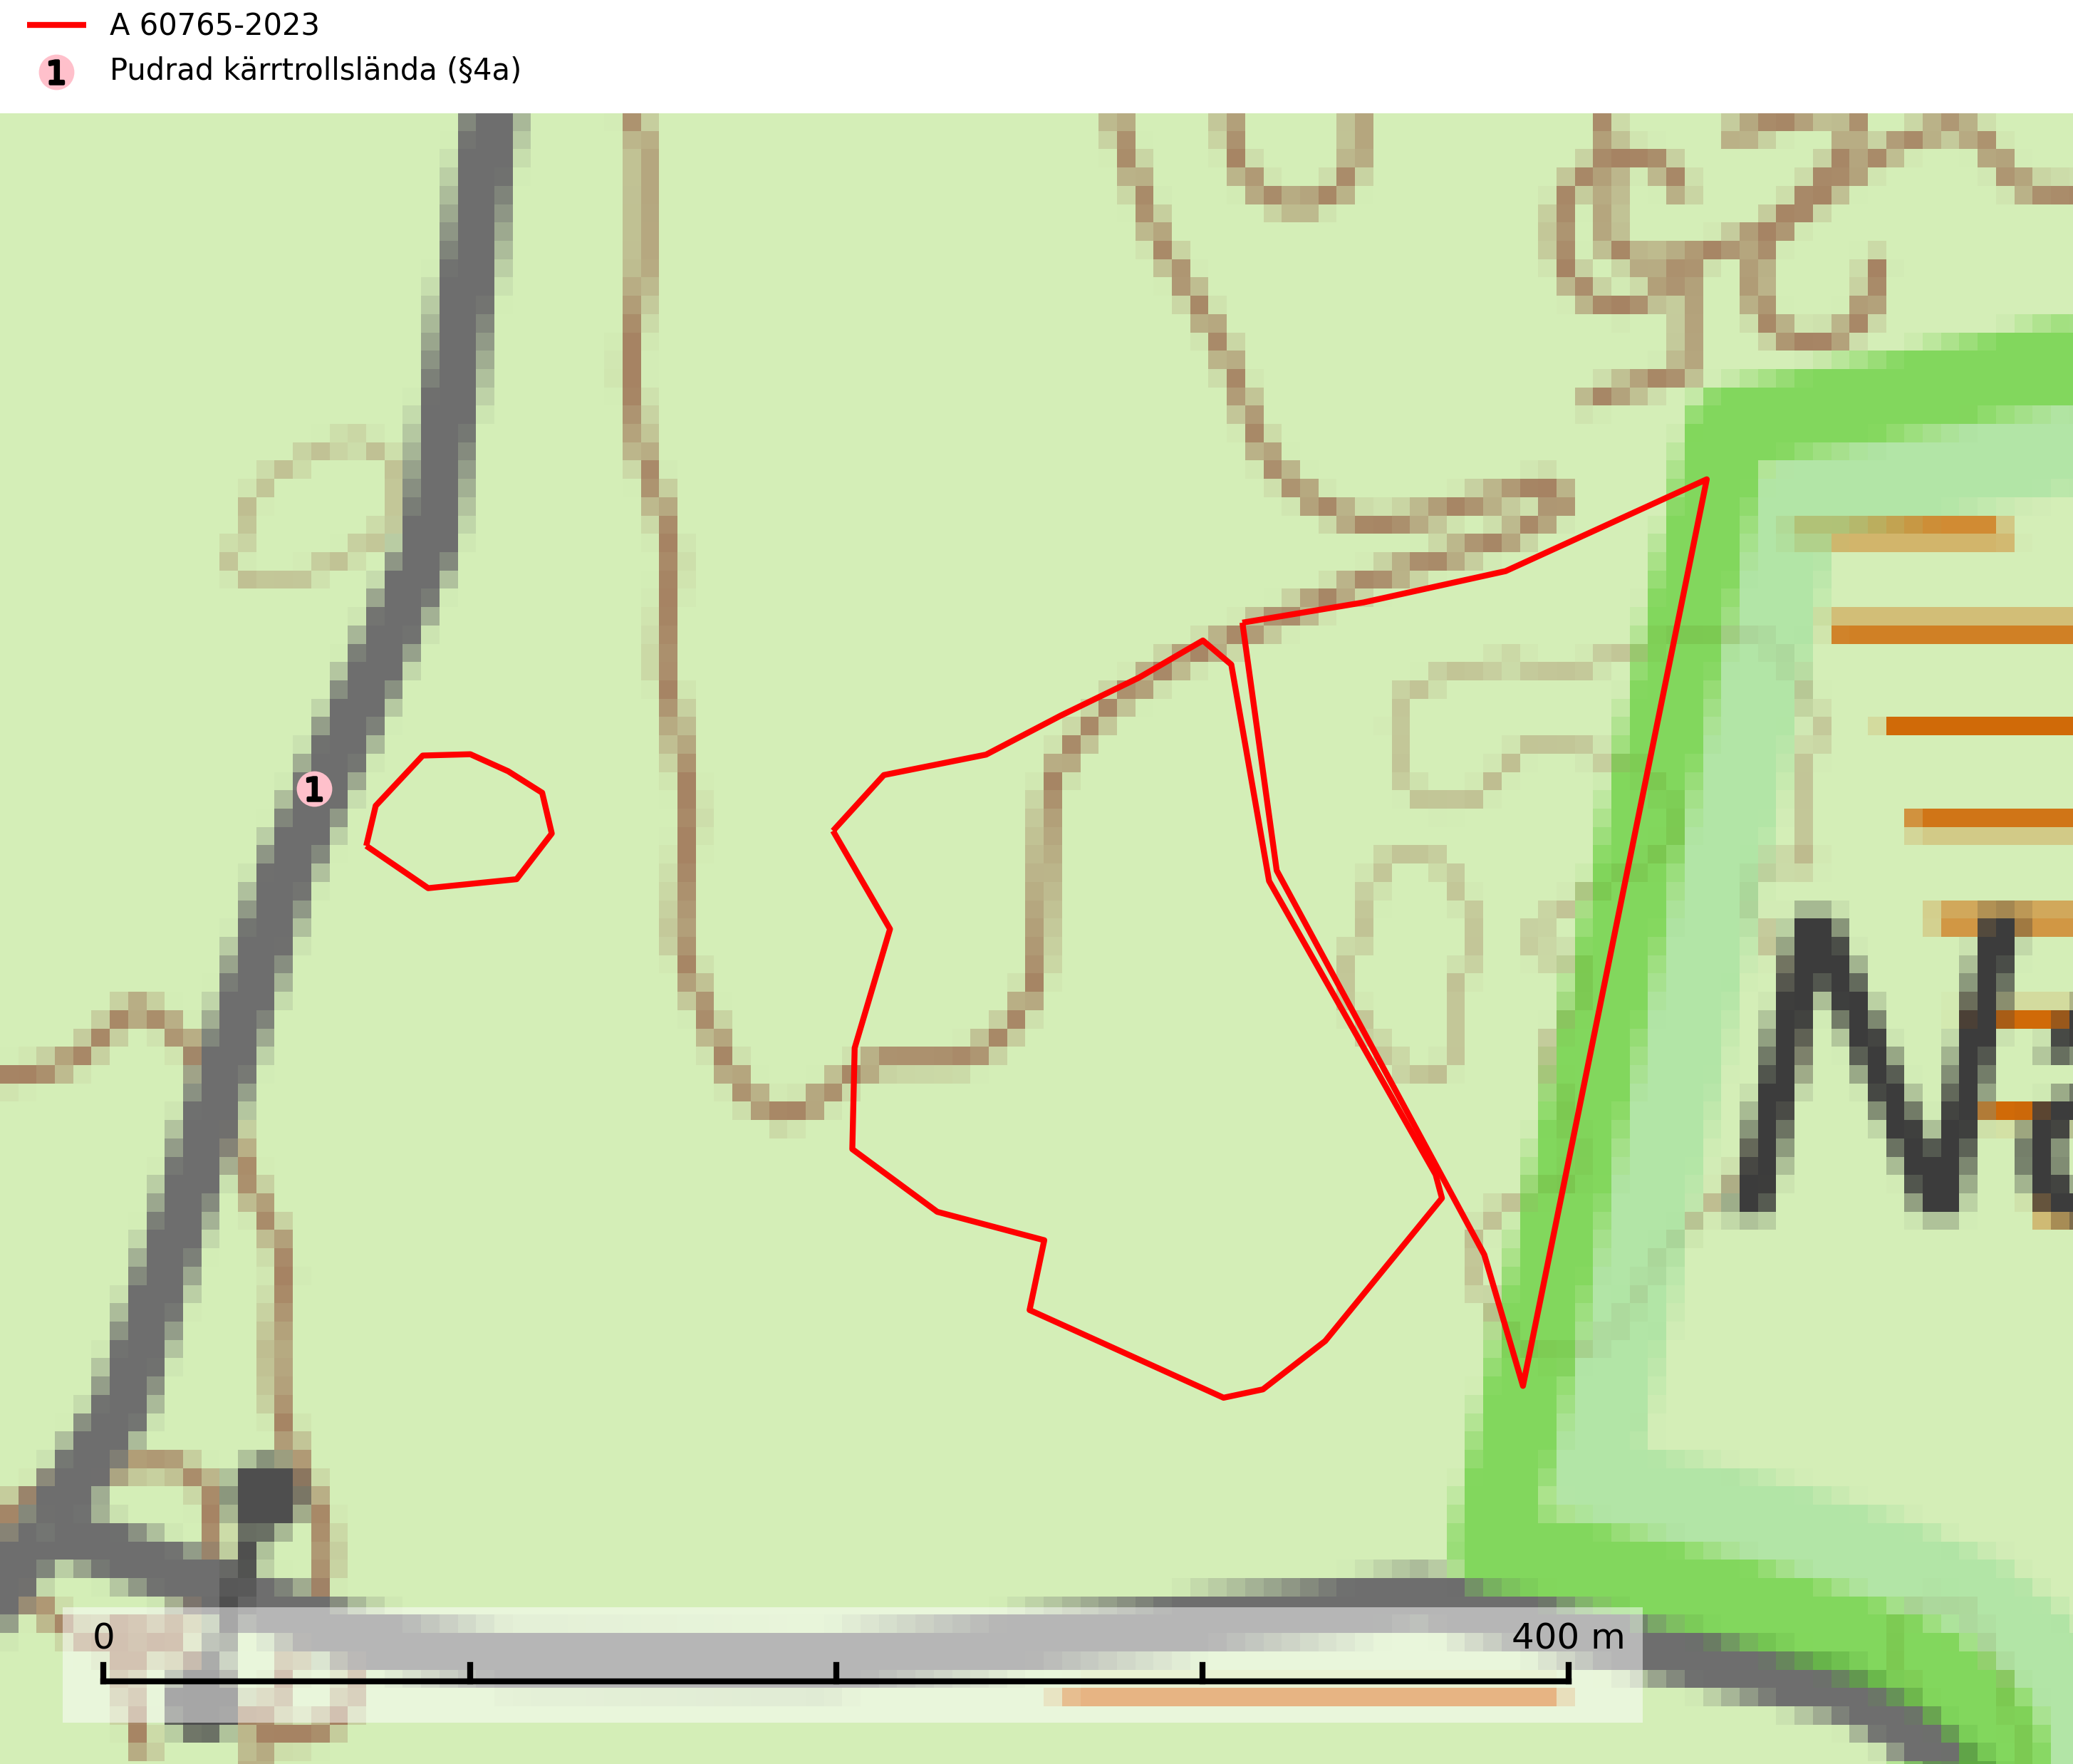 A 60765-2023
1 Pudrad kärrtrollslända (§4a)
1
0 400 m